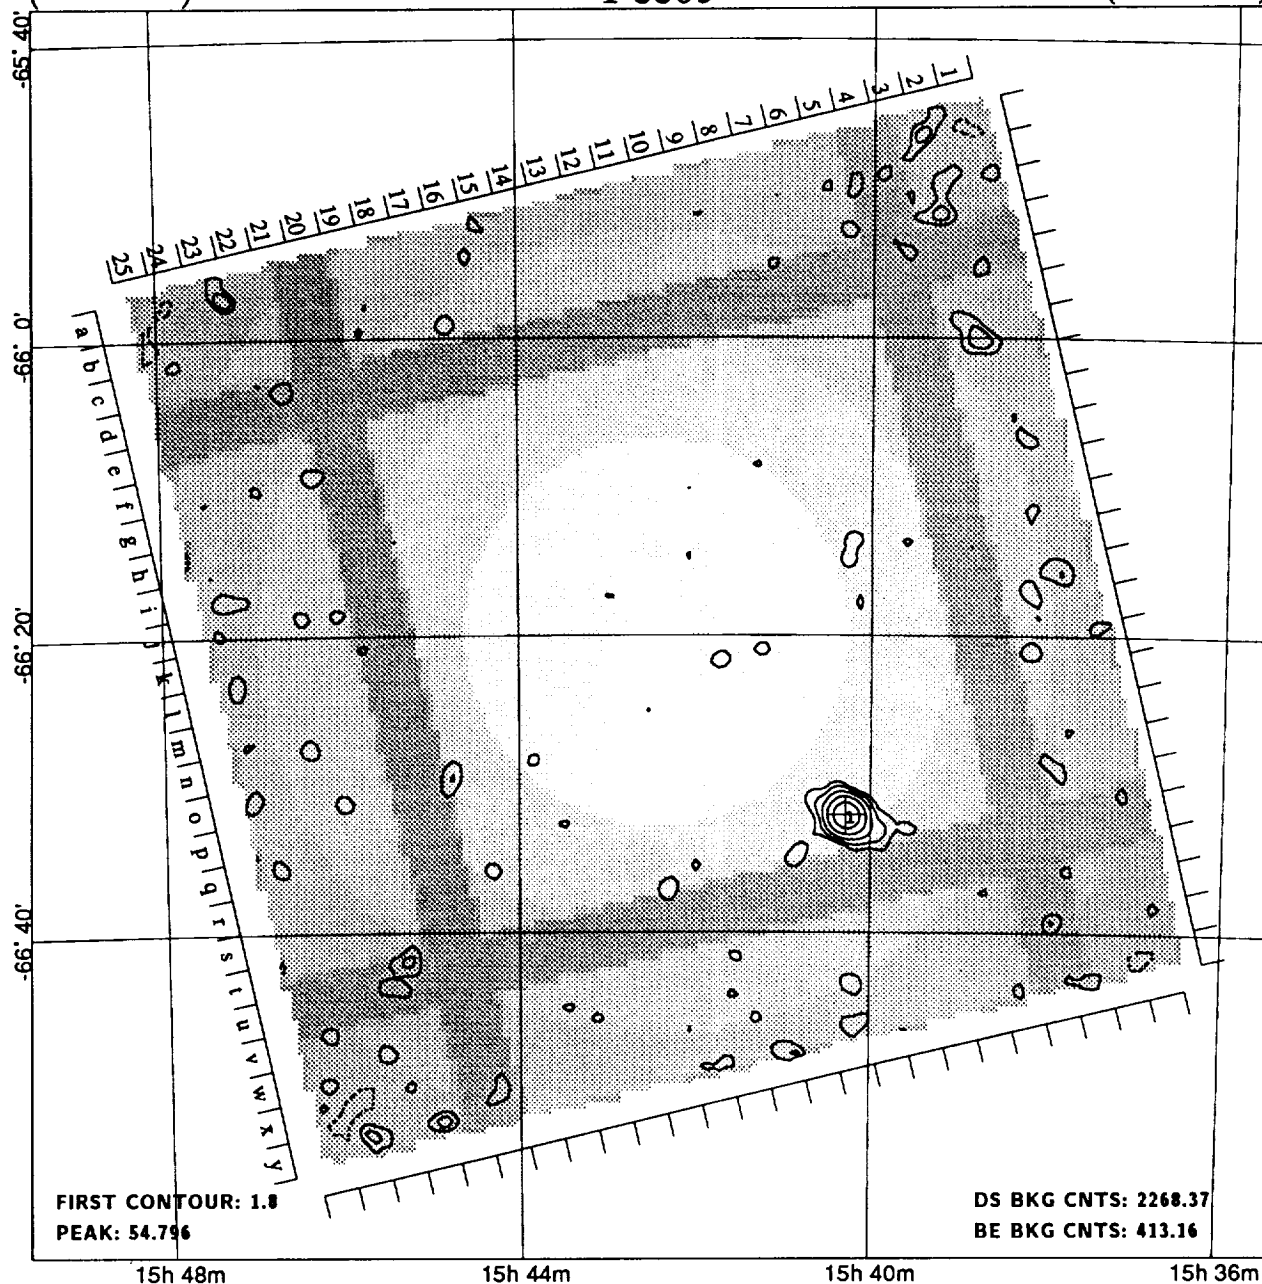 -65° 40'
1 2 3 4 5 6 7 8 9 10 11 12 13 14 15 16 17 18 19 20 21 22 23 24 25
-66° 0'
a b c d e f g h i j k l m n o p q r s t u v w x y
-66° 20'
1
-66° 40'
FIRST CONTOUR: 1.8
PEAK: 54.796
DS BKG CNTS: 2268.37
BE BKG CNTS: 413.16
15h 48m 15h 44m 15h 40m 15h 36m